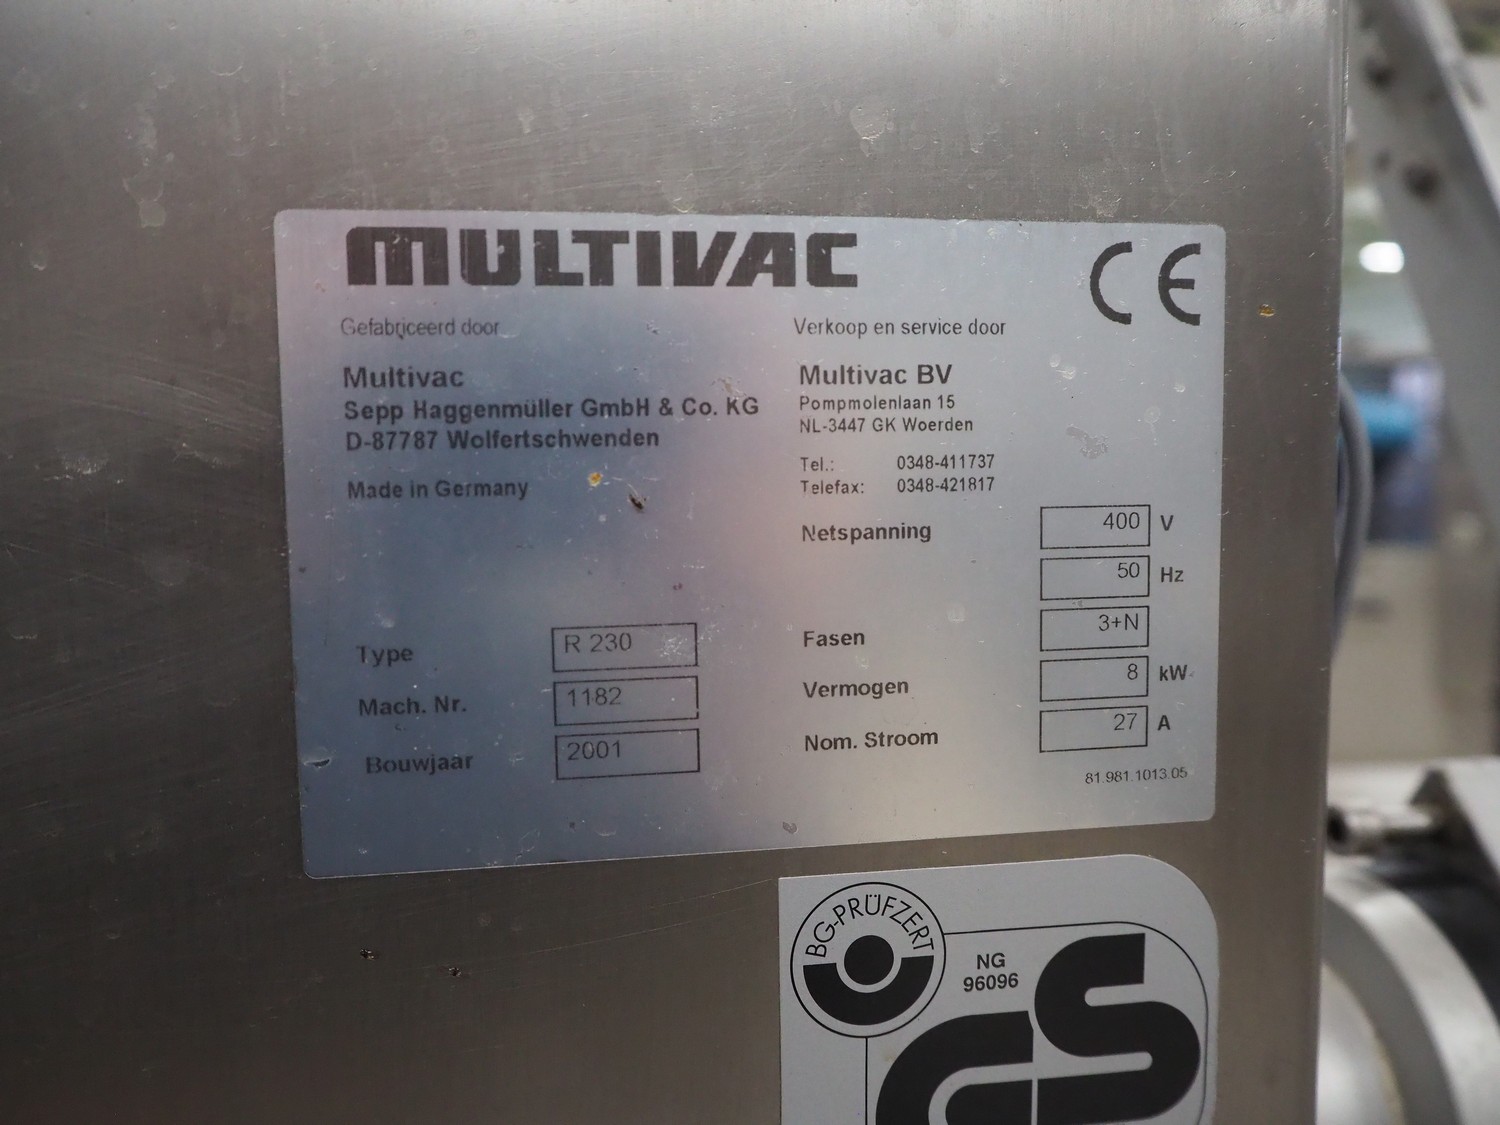 MULTIVAC
CE
Gefabriceerd door
Multivac
Sepp Haggenmüller GmbH & Co. KG
D-87787 Wolfertschwenden
Made in Germany
Type R 230
Mach. Nr. 1182
Bouwjaar 2001
Verkoop en service door
Multivac BV
Pompmolenlaan 15
NL-3447 GK Woerden
Tel.: 0348-411737
Telefax: 0348-421817
Netspanning 400 V
50 Hz
Fasen 3+N
Vermogen 8 kW
Nom. Stroom 27 A
81.981.1013.05
BG-PRÜFZERT
NG
96096
GS